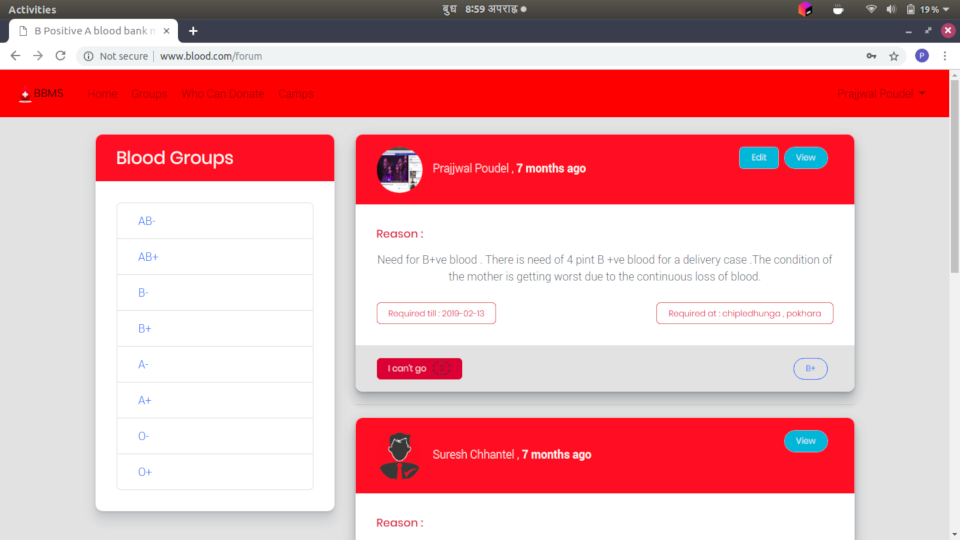 Activities
बुध 8:59 अपराह्न
19 %
B Positive A blood bank m
Not secure | www.blood.com/forum
P
BBMS
Home
Groups
Who Can Donate
Camps
Prajjwal Poudel
Blood Groups
AB-
AB+
B-
B+
A-
A+
O-
O+
Prajjwal Poudel , 7 months ago
Edit
View
Reason :
Need for B+ve blood . There is need of 4 pint B +ve blood for a delivery case .The condition of
the mother is getting worst due to the continuous loss of blood.
Required till : 2019-02-13
Required at : chipledhunga , pokhara
I can't go
B+
Suresh Chhantel , 7 months ago
View
Reason :